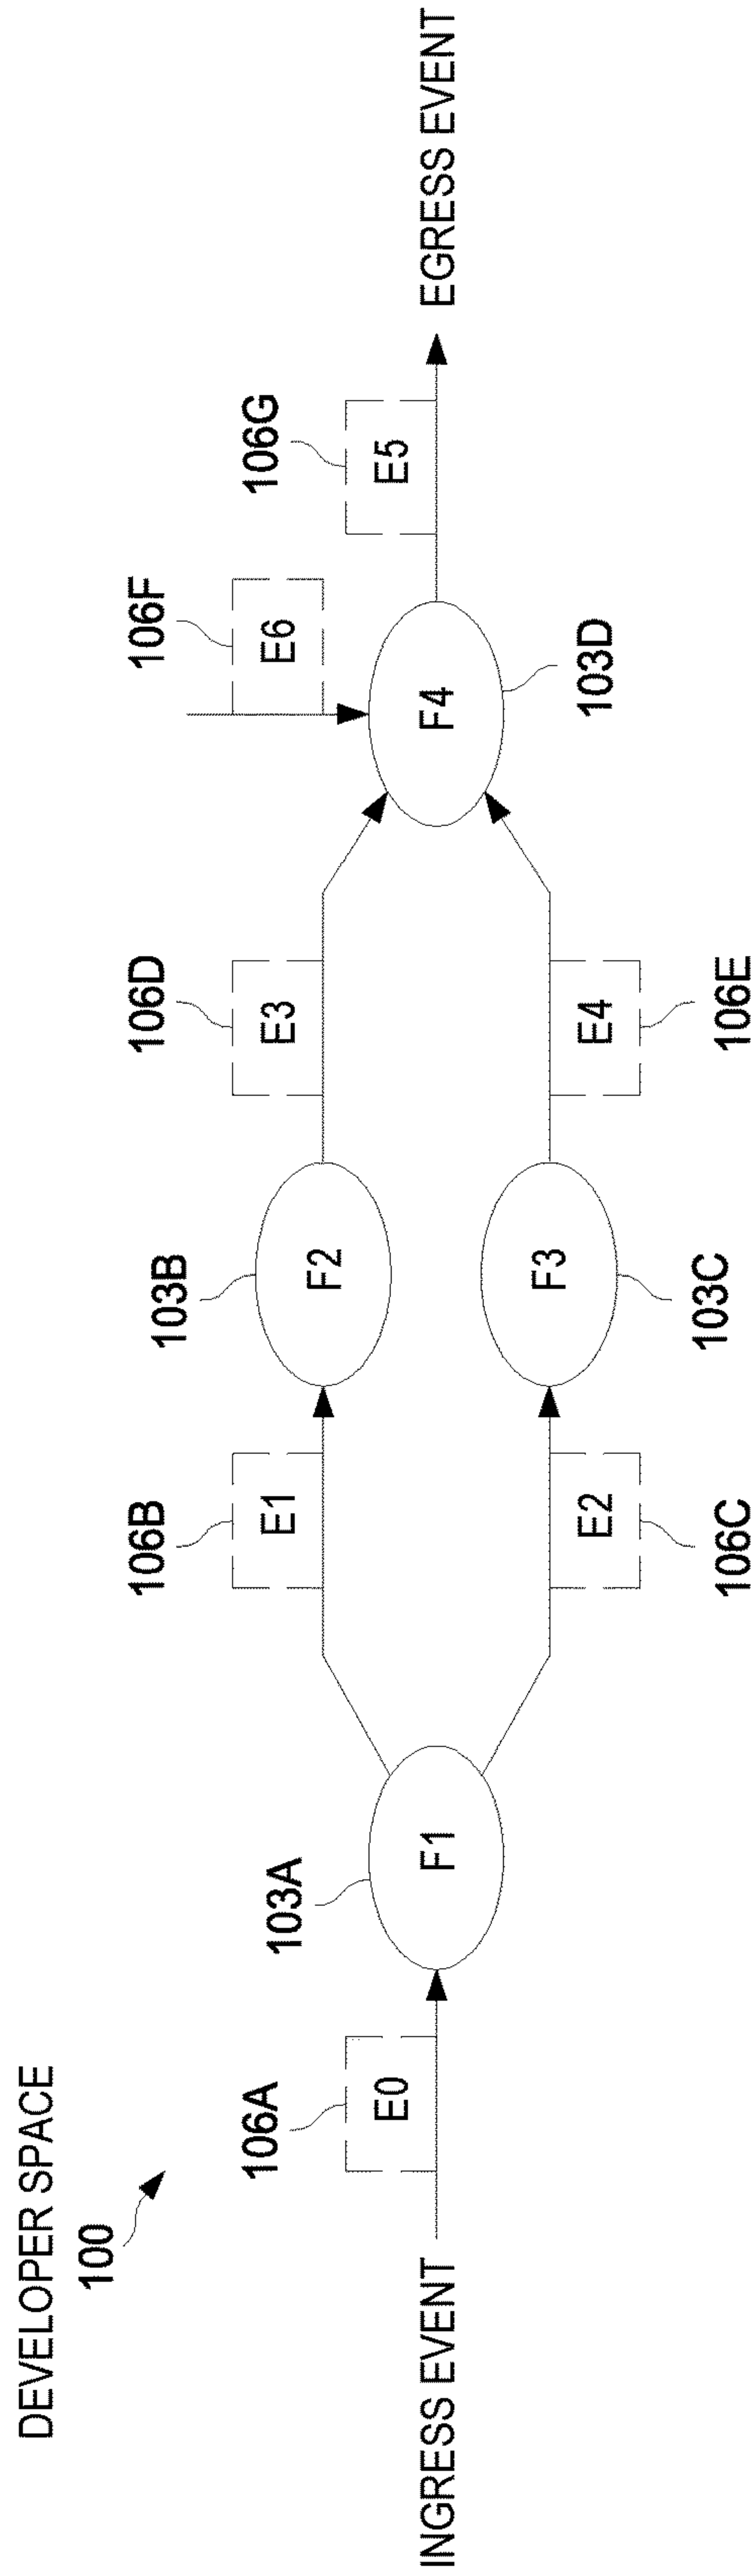 DEVELOPER SPACE
100
INGRESS EVENT
106A
E0
103A
F1
106B
E1
106C
E2
103B
F2
103C
F3
106D
E3
106E
E4
106F
E6
F4
103D
106G
E5
EGRESS EVENT